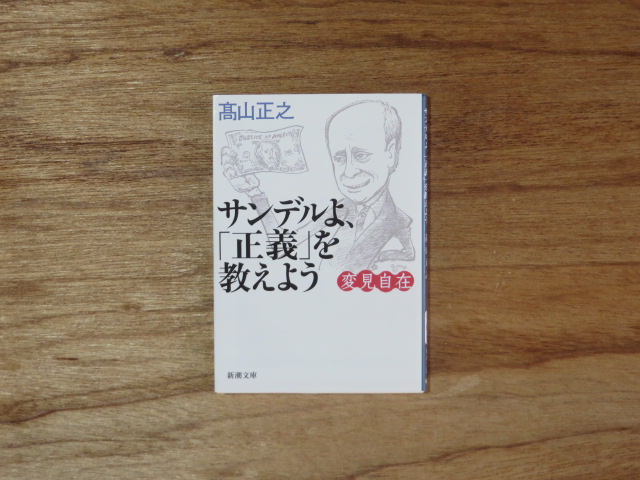 髙山正之
サンデルよ、
「正義」を
教えよう
変見自在
新潮文庫